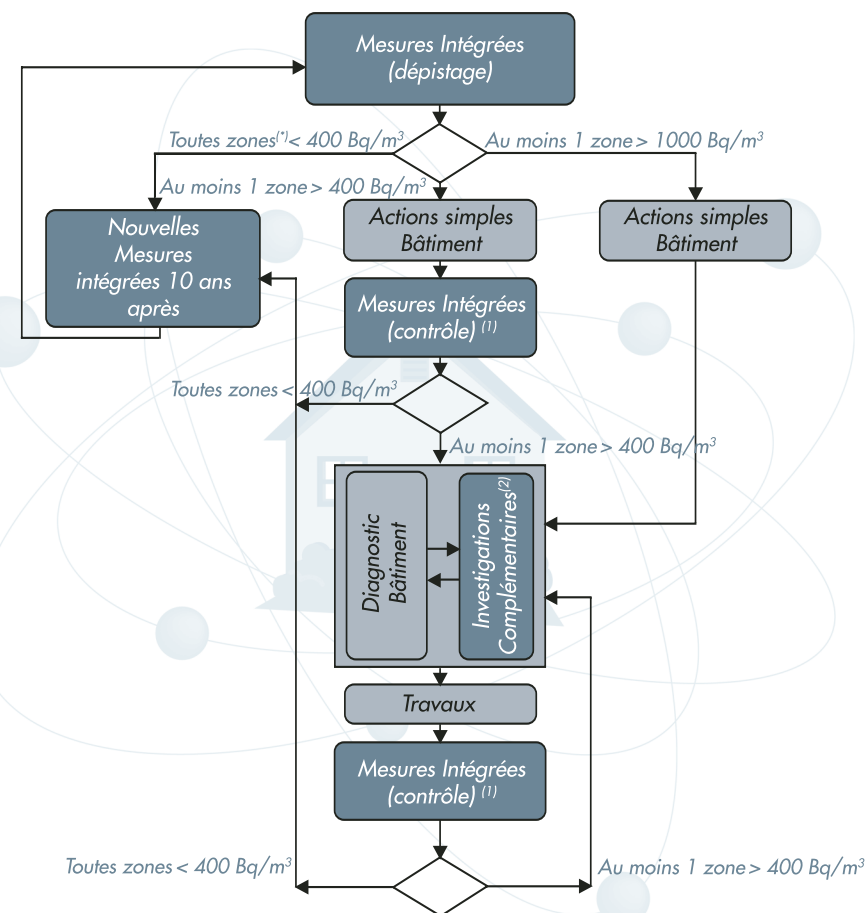 Mesures Intégrées
(dépistage)
Toutes zones(*)< 400 Bq/m³
Au moins 1 zone > 1000 Bq/m³
Au moins 1 zone > 400 Bq/m³
Nouvelles
Mesures
intégrées 10 ans
après
Actions simples
Bâtiment
Actions simples
Bâtiment
Mesures Intégrées
(contrôle) (1)
Toutes zones < 400 Bq/m³
Au moins 1 zone > 400 Bq/m³
Diagnostic
Bâtiment
Investigations
Complémentaires(2)
Travaux
Mesures Intégrées
(contrôle) (1)
Toutes zones < 400 Bq/m³
Au moins 1 zone > 400 Bq/m³